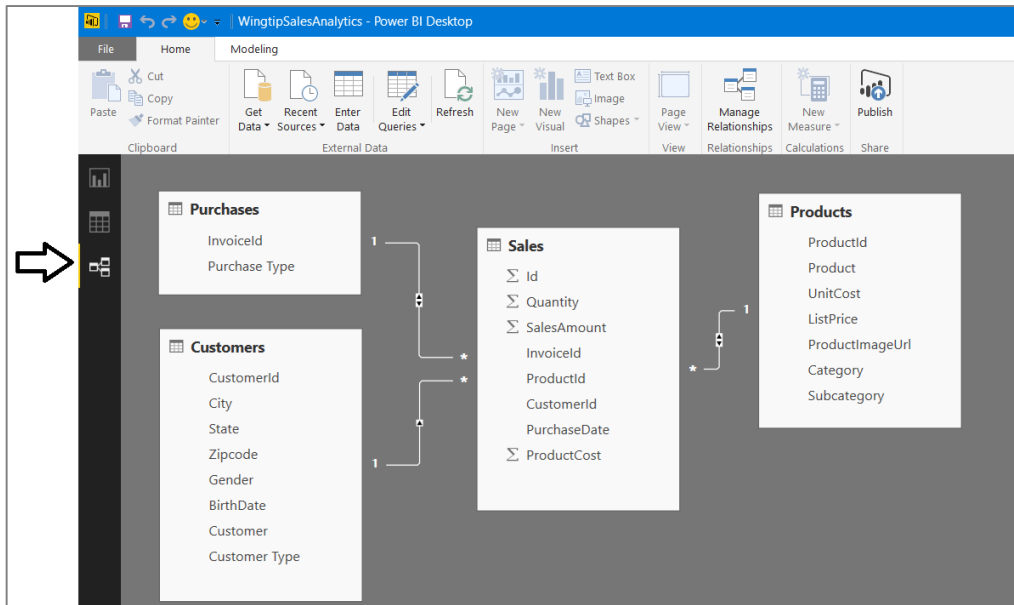 WingtipSalesAnalytics - Power BI Desktop
File Home Modeling
Paste
Cut
Copy
Format Painter
Clipboard
Get Data
Recent Sources
Enter Data
Edit Queries
Refresh
External Data
New Page
New Visual
Text Box
Image
Shapes
Insert
Page View
View
Manage Relationships
Relationships
New Measure
Calculations
Publish
Share
Purchases
InvoiceId
Purchase Type
1
*
Customers
CustomerId
City
State
Zipcode
Gender
BirthDate
Customer
Customer Type
1
*
Sales
Σ Id
Σ Quantity
Σ SalesAmount
InvoiceId
ProductId
CustomerId
PurchaseDate
Σ ProductCost
*
1
Products
ProductId
Product
UnitCost
ListPrice
ProductImageUrl
Category
Subcategory